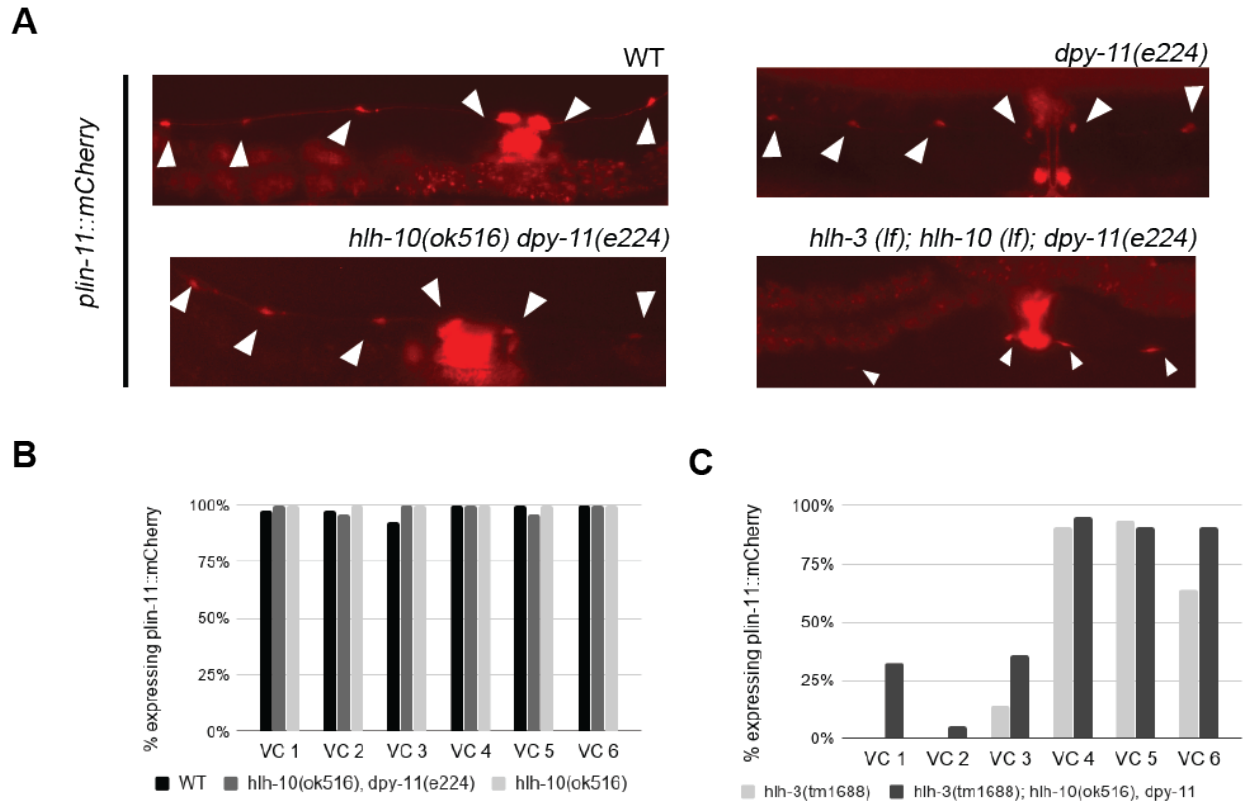 A
plin-11::mCherry
WT
dpy-11(e224)
hlh-10(ok516) dpy-11(e224)
hlh-3 (lf); hlh-10 (lf); dpy-11(e224)
B
% expressing plin-11::mCherry
100%
75%
50%
25%
0%
VC 1 VC 2 VC 3 VC 4 VC 5 VC 6
WT hlh-10(ok516), dpy-11(e224) hlh-10(ok516)
C
% expressing plin-11::mCherry
100%
75%
50%
25%
0%
VC 1 VC 2 VC 3 VC 4 VC 5 VC 6
hlh-3(tm1688) hlh-3(tm1688); hlh-10(ok516), dpy-11